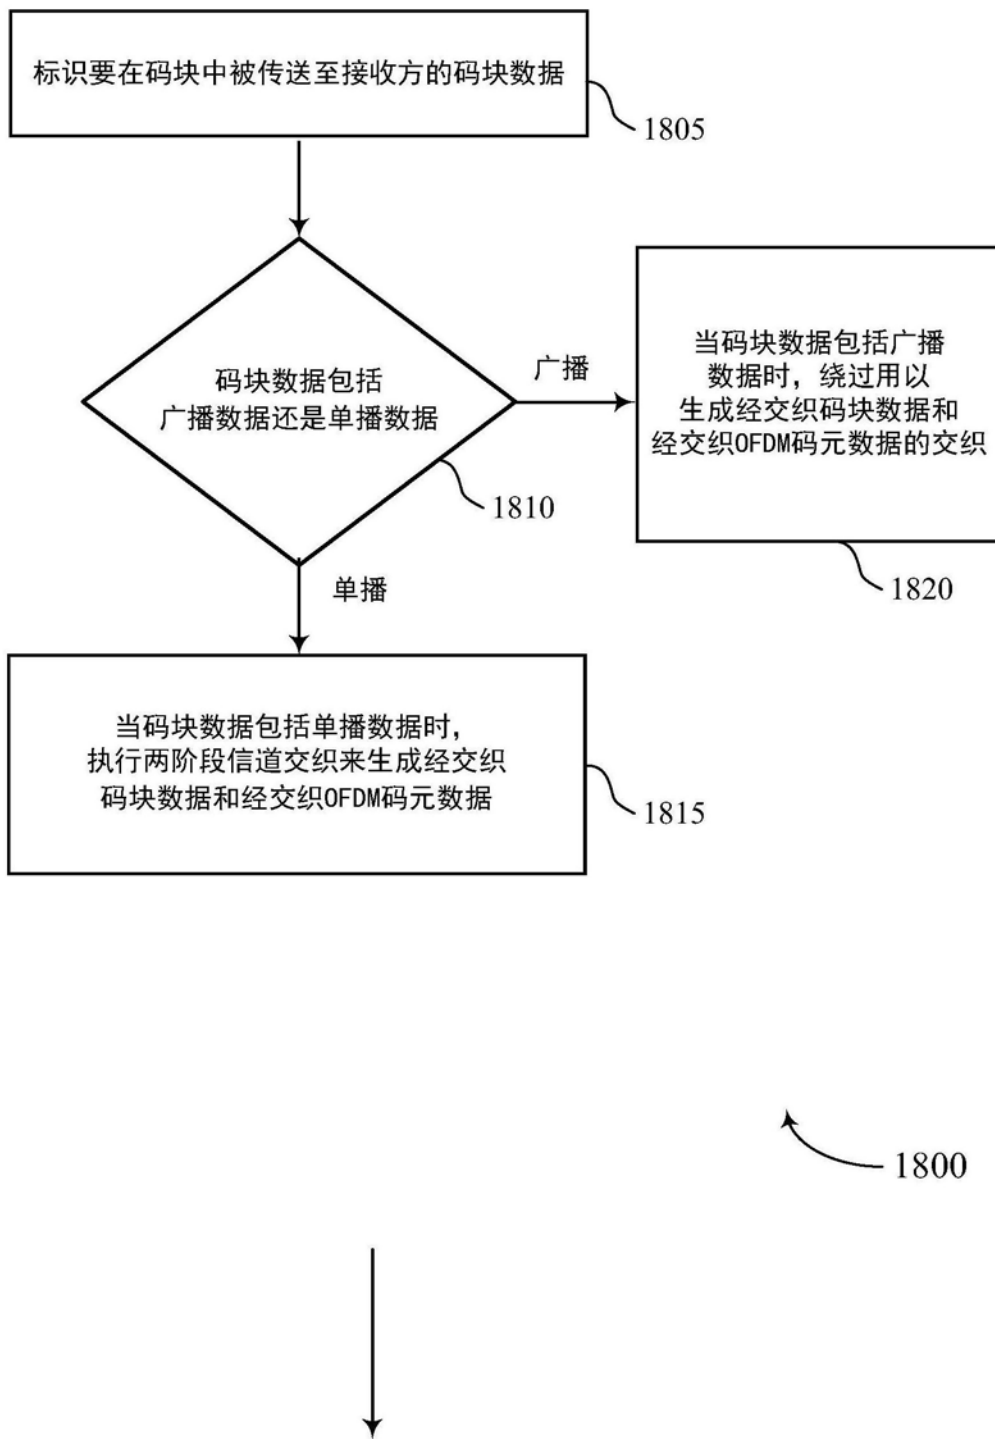 标识要在码块中被传送至接收方的码块数据
1805
码块数据包括
广播数据还是单播数据
1810
广播
当码块数据包括广播
数据时，绕过用以
生成经交织码块数据和
经交织OFDM码元数据的交织
1820
单播
当码块数据包括单播数据时，
执行两阶段信道交织来生成经交织
码块数据和经交织OFDM码元数据
1815
1800